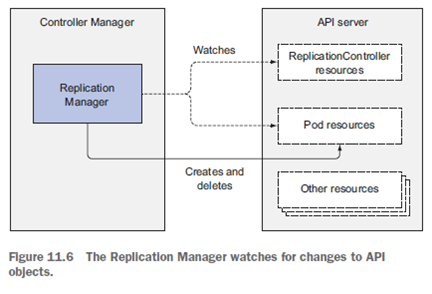 Controller Manager
Replication
Manager
Watches
Creates and
deletes
API server
ReplicationController
resources
Pod resources
Other resources
Figure 11.6 The Replication Manager watches for changes to API
objects.